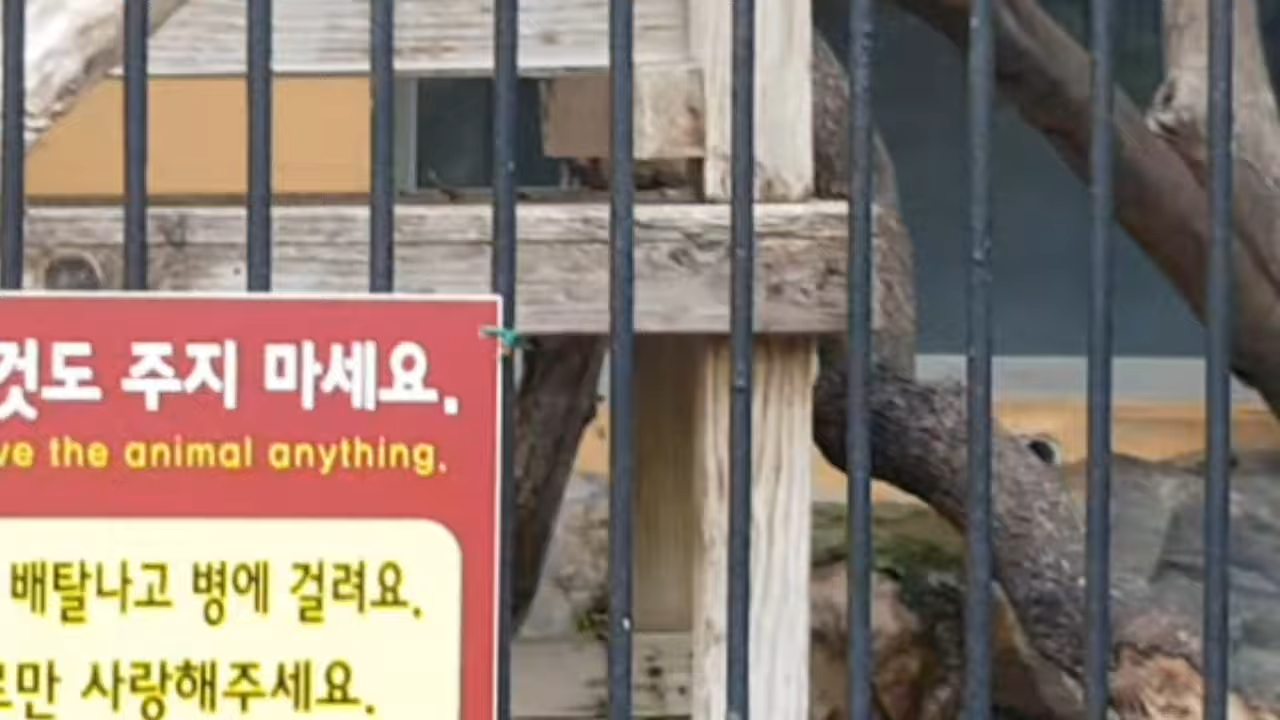 것도 주지 마세요.
ve the animal anything.
배탈나고 병에 걸려요.
로만 사랑해주세요.